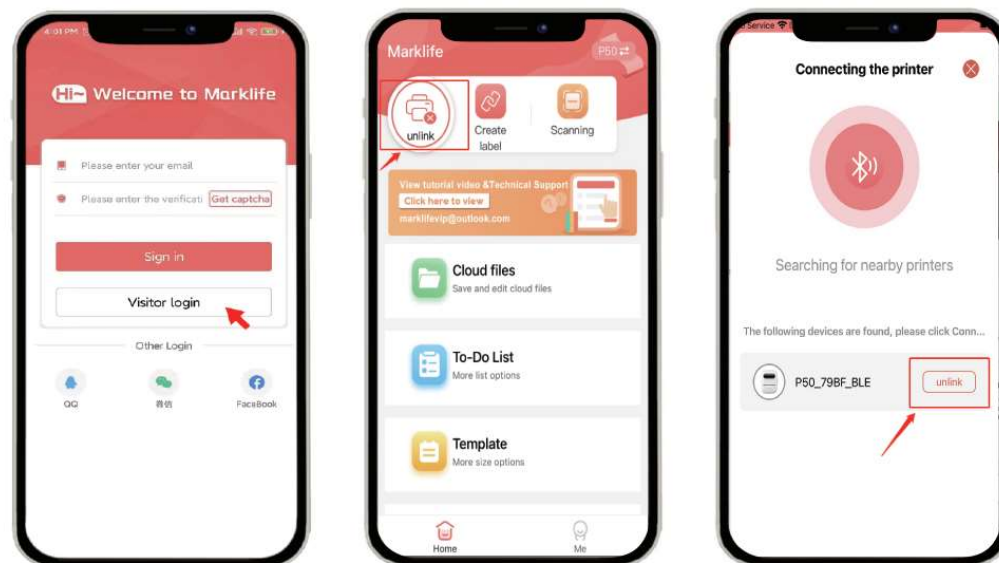 4:01 PM
Hi~ Welcome to Marklife
Please enter your email
Please enter the verificati Get captcha
Sign in
Visitor login
Other Login
QQ
微信
FaceBook
Marklife
P50
unlink
Create
label
Scanning
View tutorial video &Technical Support
Click here to view
marklifevip@outlook.com
Cloud files
Save and edit cloud files
To-Do List
More list options
Template
More size options
Home
Me
Service
Connecting the printer
Searching for nearby printers
The following devices are found, please click Conn...
P50_79BF_BLE
unlink